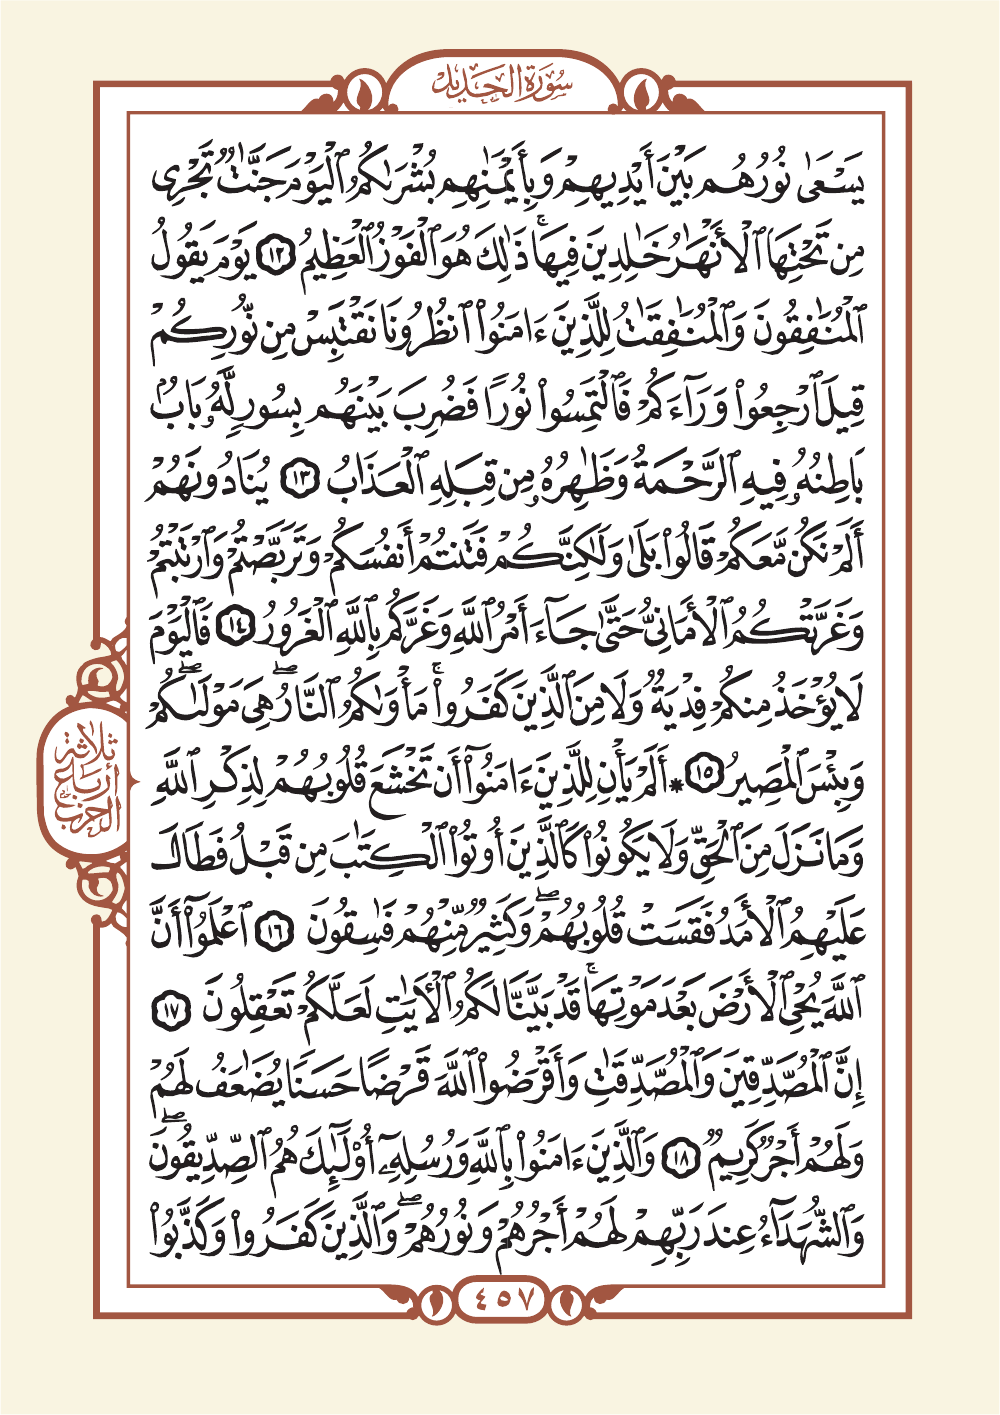 سُورَةُ الحَدِيدِ
يَسْعَىٰ نُورُهُم بَيْنَ أَيْدِيهِمْ وَبِأَيْمَٰنِهِم بُشْرَىٰكُمُ ٱلْيَوْمَ جَنَّٰتٌ تَجْرِي
مِن تَحْتِهَا ٱلْأَنْهَٰرُ خَٰلِدِينَ فِيهَا ۚ ذَٰلِكَ هُوَ ٱلْفَوْزُ ٱلْعَظِيمُ ١٢ يَوْمَ يَقُولُ
ٱلْمُنَٰفِقُونَ وَٱلْمُنَٰفِقَٰتُ لِلَّذِينَ ءَامَنُواْ ٱنظُرُونَا نَقْتَبِسْ مِن نُّورِكُمْ
قِيلَ ٱرْجِعُواْ وَرَآءَكُمْ فَٱلْتَمِسُواْ نُورًا فَضُرِبَ بَيْنَهُم بِسُورٍ لَّهُۥ بَابٌۢ
بَاطِنُهُۥ فِيهِ ٱلرَّحْمَةُ وَظَٰهِرُهُۥ مِن قِبَلِهِ ٱلْعَذَابُ ١٣ يُنَادُونَهُمْ
أَلَمْ نَكُن مَّعَكُمْ قَالُواْ بَلَىٰ وَلَٰكِنَّكُمْ فَتَنتُمْ أَنفُسَكُمْ وَتَرَبَّصْتُمْ وَٱرْتَبْتُمْ
وَغَرَّتْكُمُ ٱلْأَمَانِيُّ حَتَّىٰ جَآءَ أَمْرُ ٱللَّهِ وَغَرَّكُم بِٱللَّهِ ٱلْغَرُورُ ١٤ فَٱلْيَوْمَ
لَا يُؤْخَذُ مِنكُمْ فِدْيَةٌ وَلَا مِنَ ٱلَّذِينَ كَفَرُواْ ۚ مَأْوَىٰكُمُ ٱلنَّارُ ۖ هِيَ مَوْلَىٰكُمْ ۖ
وَبِئْسَ ٱلْمَصِيرُ ١٥ * أَلَمْ يَأْنِ لِلَّذِينَ ءَامَنُوٓاْ أَن تَخْشَعَ قُلُوبُهُمْ لِذِكْرِ ٱللَّهِ
وَمَا نَزَلَ مِنَ ٱلْحَقِّ وَلَا يَكُونُواْ كَٱلَّذِينَ أُوتُواْ ٱلْكِتَٰبَ مِن قَبْلُ فَطَالَ
عَلَيْهِمُ ٱلْأَمَدُ فَقَسَتْ قُلُوبُهُمْ ۖ وَكَثِيرٌ مِّنْهُمْ فَٰسِقُونَ ١٦ ٱعْلَمُوٓاْ أَنَّ
ٱللَّهَ يُحْيِ ٱلْأَرْضَ بَعْدَ مَوْتِهَا ۚ قَدْ بَيَّنَّا لَكُمُ ٱلْأٓيَٰتِ لَعَلَّكُمْ تَعْقِلُونَ ١٧
إِنَّ ٱلْمُصَّدِّقِينَ وَٱلْمُصَّدِّقَٰتِ وَأَقْرَضُواْ ٱللَّهَ قَرْضًا حَسَنًا يُضَٰعَفُ لَهُمْ
وَلَهُمْ أَجْرٌ كَرِيمٌ ١٨ وَٱلَّذِينَ ءَامَنُواْ بِٱللَّهِ وَرُسُلِهِۦٓ أُوْلَٰٓئِكَ هُمُ ٱلصِّدِّيقُونَ ۖ
وَٱلشُّهَدَآءُ عِندَ رَبِّهِمْ لَهُمْ أَجْرُهُمْ وَنُورُهُمْ ۖ وَٱلَّذِينَ كَفَرُواْ وَكَذَّبُواْ
ثلاثة
أرباع
الحزب
٤٥٧